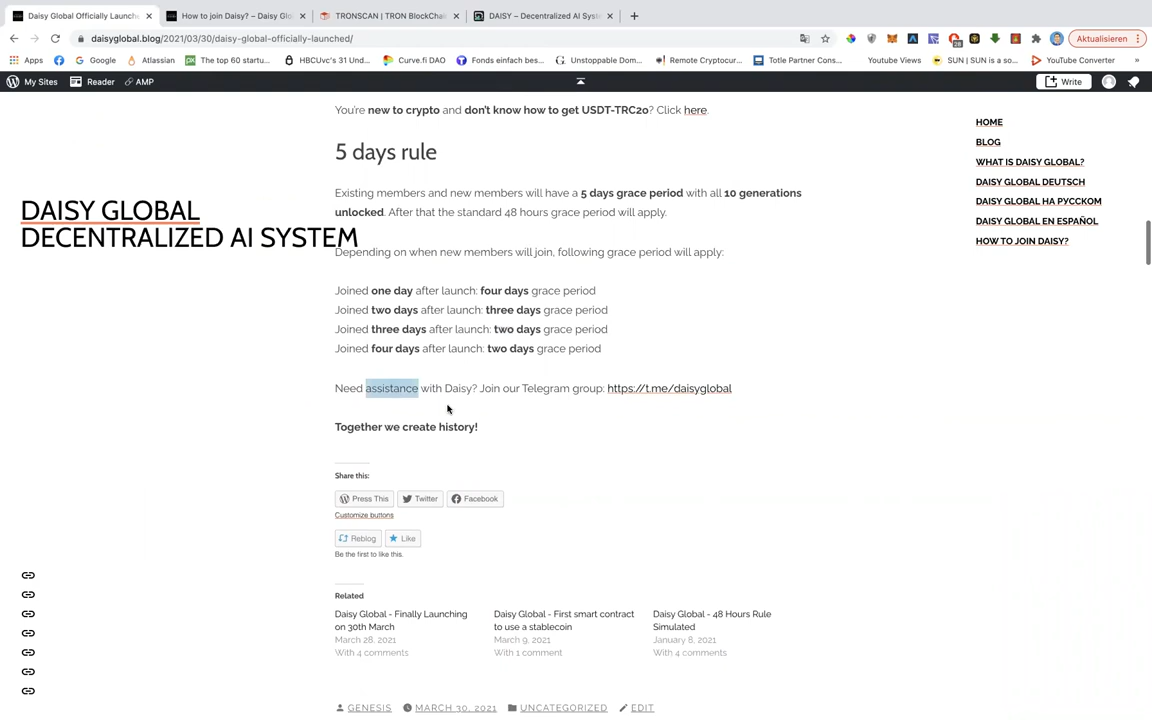 Daisy Global Officially Launch
How to join Daisy? – Daisy Glo
TRONSCAN | TRON BlockChai
DAISY – Decentralized AI Syste
daisyglobal.blog/2021/03/30/daisy-global-officially-launched/
Aktualisieren
Apps
Google
Atlassian
The top 60 startu...
HBCUvc's 31 Und...
Curve.fi DAO
Fonds einfach bes...
Unstoppable Dom...
Remote Cryptocur...
Totle Partner Cons...
YouTube Views
SUN | SUN is a so...
YouTube Converter
My Sites
Reader
AMP
Write
You're new to crypto and don't know how to get USDT-TRC20? Click here.
5 days rule
Existing members and new members will have a 5 days grace period with all 10 generations
unlocked. After that the standard 48 hours grace period will apply.
DAISY GLOBAL
DECENTRALIZED AI SYSTEM
Depending on when new members will join, following grace period will apply:
Joined one day after launch: four days grace period
Joined two days after launch: three days grace period
Joined three days after launch: two days grace period
Joined four days after launch: two days grace period
Need assistance with Daisy? Join our Telegram group: https://t.me/daisyglobal
Together we create history!
HOME
BLOG
WHAT IS DAISY GLOBAL?
DAISY GLOBAL DEUTSCH
DAISY GLOBAL НА РУССКОМ
DAISY GLOBAL EN ESPAÑOL
HOW TO JOIN DAISY?
Share this:
Press This
Twitter
Facebook
Customize buttons
Reblog
Like
Be the first to like this.
Related
Daisy Global - Finally Launching
on 30th March
March 28, 2021
With 4 comments
Daisy Global - First smart contract
to use a stablecoin
March 9, 2021
With 1 comment
Daisy Global - 48 Hours Rule
Simulated
January 8, 2021
With 4 comments
GENESIS
MARCH 30, 2021
UNCATEGORIZED
EDIT